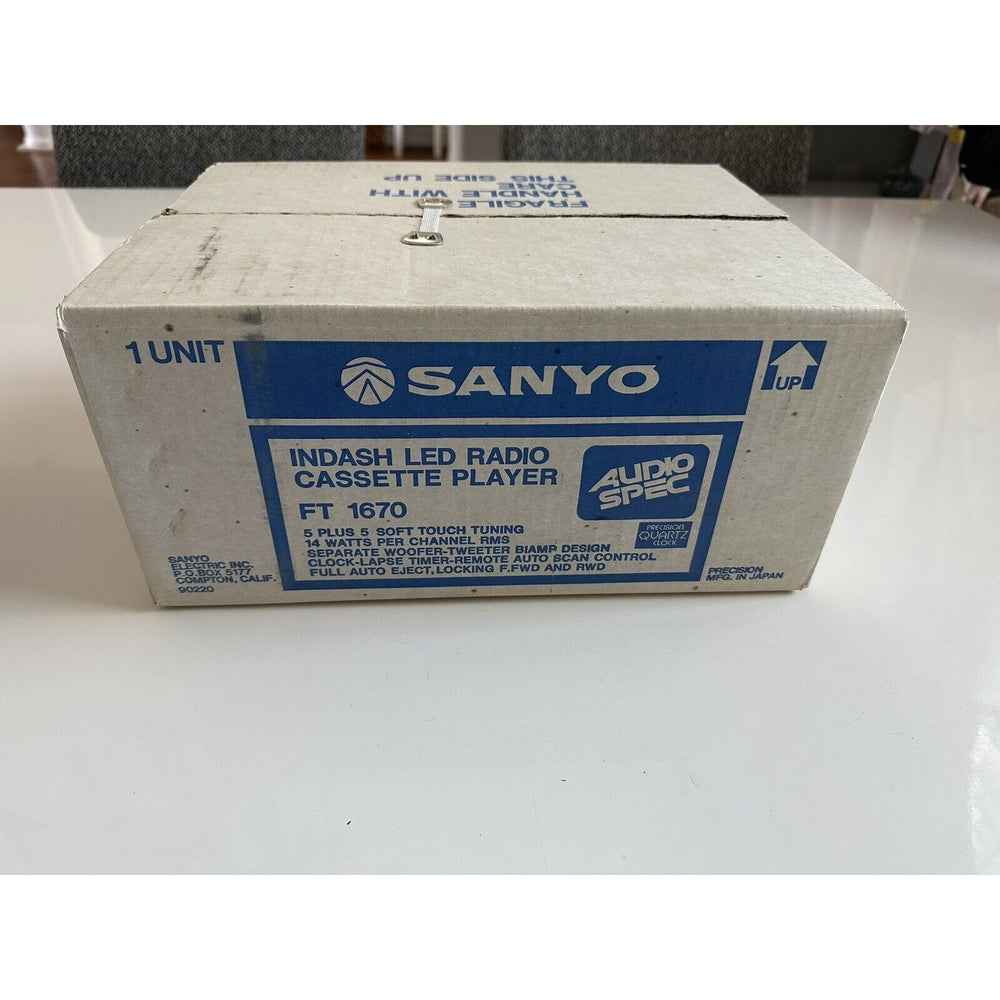 FRAGILE
HANDLE WITH
CARE
THIS SIDE UP
1 UNIT
SANYO
UP
INDASH LED RADIO
CASSETTE PLAYER
FT 1670
AUDIO
SPEC
5 PLUS 5 SOFT TOUCH TUNING
14 WATTS PER CHANNEL RMS
SEPARATE WOOFER-TWEETER BIAMP DESIGN
CLOCK-LAPSE TIMER-REMOTE AUTO SCAN CONTROL
FULL AUTO EJECT, LOCKING F.FWD AND RWD
PRECISION
QUARTZ
CLOCK
SANYO
ELECTRIC INC.
P.O.BOX 5177
COMPTON, CALIF.
90220
PRECISION
MFG. IN JAPAN